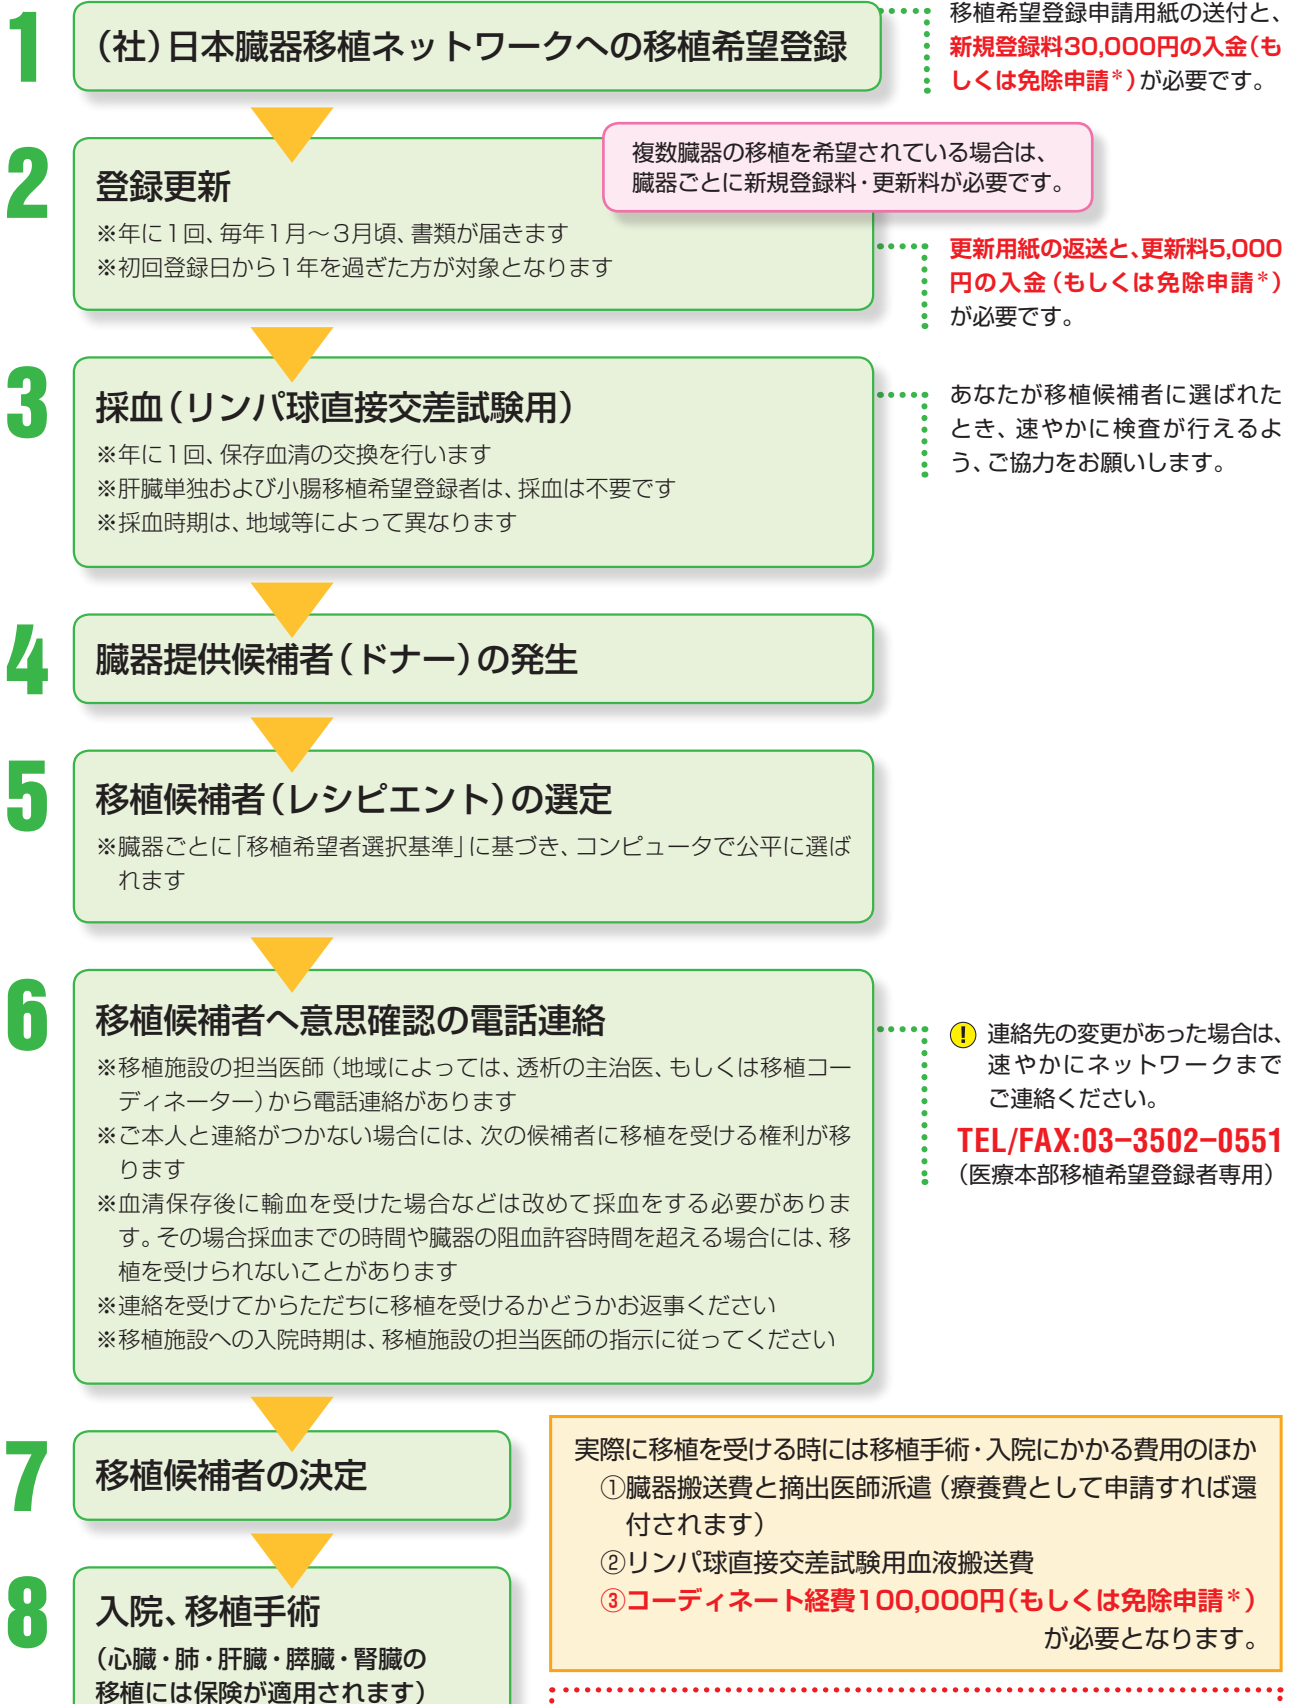 1
(社)日本臓器移植ネットワークへの移植希望登録
移植希望登録申請用紙の送付と、
新規登録料30,000円の入金(も
しくは免除申請*)が必要です。
2
登録更新
※年に1回、毎年1月〜3月頃、書類が届きます
※初回登録日から1年を過ぎた方が対象となります
複数臓器の移植を希望されている場合は、
臓器ごとに新規登録料・更新料が必要です。
更新用紙の返送と、更新料5,000
円の入金(もしくは免除申請*)
が必要です。
3
採血(リンパ球直接交差試験用)
※年に1回、保存血清の交換を行います
※肝臓単独および小腸移植希望登録者は、採血は不要です
※採血時期は、地域等によって異なります
あなたが移植候補者に選ばれた
とき、速やかに検査が行えるよ
う、ご協力をお願いします。
4
臓器提供候補者(ドナー)の発生
5
移植候補者(レシピエント)の選定
※臓器ごとに「移植希望者選択基準」に基づき、コンピュータで公平に選ば
れます
6
移植候補者へ意思確認の電話連絡
※移植施設の担当医師(地域によっては、透析の主治医、もしくは移植コー
ディネーター)から電話連絡があります
※ご本人と連絡がつかない場合には、次の候補者に移植を受ける権利が移
ります
※血清保存後に輸血を受けた場合などは改めて採血をする必要がありま
す。その場合採血までの時間や臓器の阻血許容時間を超える場合には、移
植を受けられないことがあります
※連絡を受けてからただちに移植を受けるかどうかお返事ください
※移植施設への入院時期は、移植施設の担当医師の指示に従ってください
! 連絡先の変更があった場合は、
速やかにネットワークまで
ご連絡ください。
TEL/FAX:03−3502−0551
(医療本部移植希望登録者専用)
7
移植候補者の決定
8
入院、移植手術
(心臓・肺・肝臓・膵臓・腎臓の
移植には保険が適用されます)
実際に移植を受ける時には移植手術・入院にかかる費用のほか
①臓器搬送費と摘出医師派遣(療養費として申請すれば還
付されます)
②リンパ球直接交差試験用血液搬送費
③コーディネート経費100,000円(もしくは免除申請*)
が必要となります。